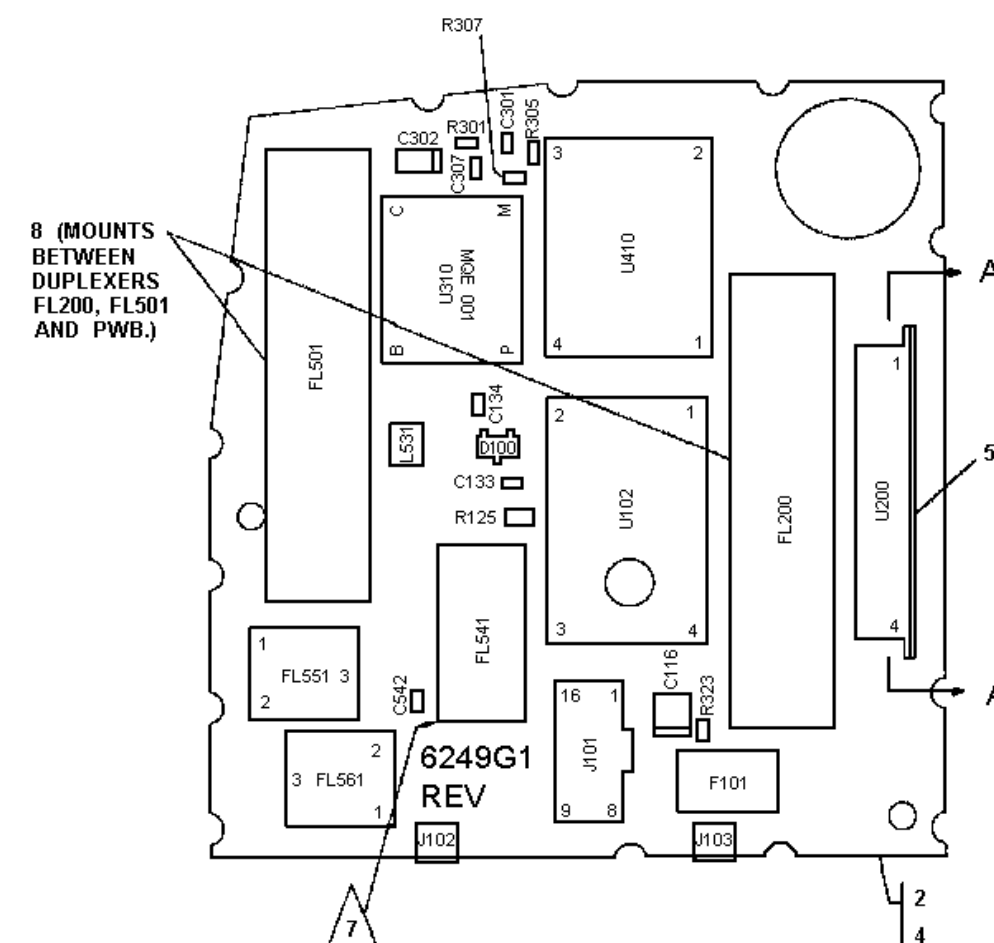 R307
C302
R301
C301
R305
C307
8 (MOUNTS
BETWEEN
DUPLEXERS
FL200, FL501
AND PWB.)
C
M
U310
MQE 001
B
P
3
2
U410
4
1
A
FL501
C134
L531
D100
C133
R125
2
1
U102
3
4
FL200
1
U200
4
5
A
FL541
1
FL551 3
2
C542
C116
R323
6249G1
REV
16
1
J101
9
8
F101
2
3 FL561
1
J102
J103
7
2
4